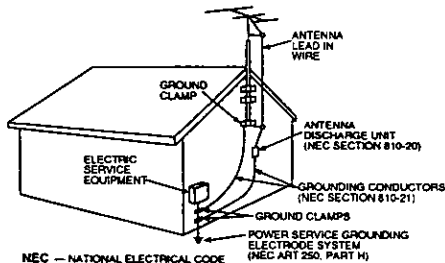 ANTENNA
LEAD IN
WIRE
GROUND
CLAMP
ANTENNA
DISCHARGE UNIT
(NEC SECTION 810-20)
ELECTRIC
SERVICE
EQUIPMENT
GROUNDING CONDUCTORS
(NEC SECTION 810-21)
GROUND CLAMPS
POWER SERVICE GROUNDING
ELECTRODE SYSTEM
(NEC ART 250, PART H)
NEC — NATIONAL ELECTRICAL CODE